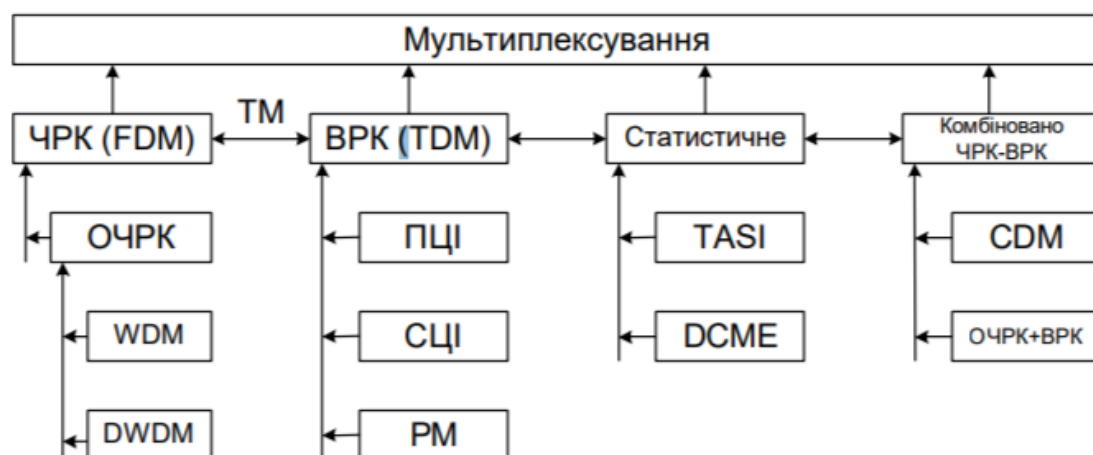 Мультиплексування
ЧРК (FDM)
ТМ
ВРК (TDM)
Статистичне
Комбіновано
ЧРК-ВРК
ОЧРК
ПЦІ
TASI
CDM
WDM
СЦІ
DCME
ОЧРК+ВРК
DWDM
РМ